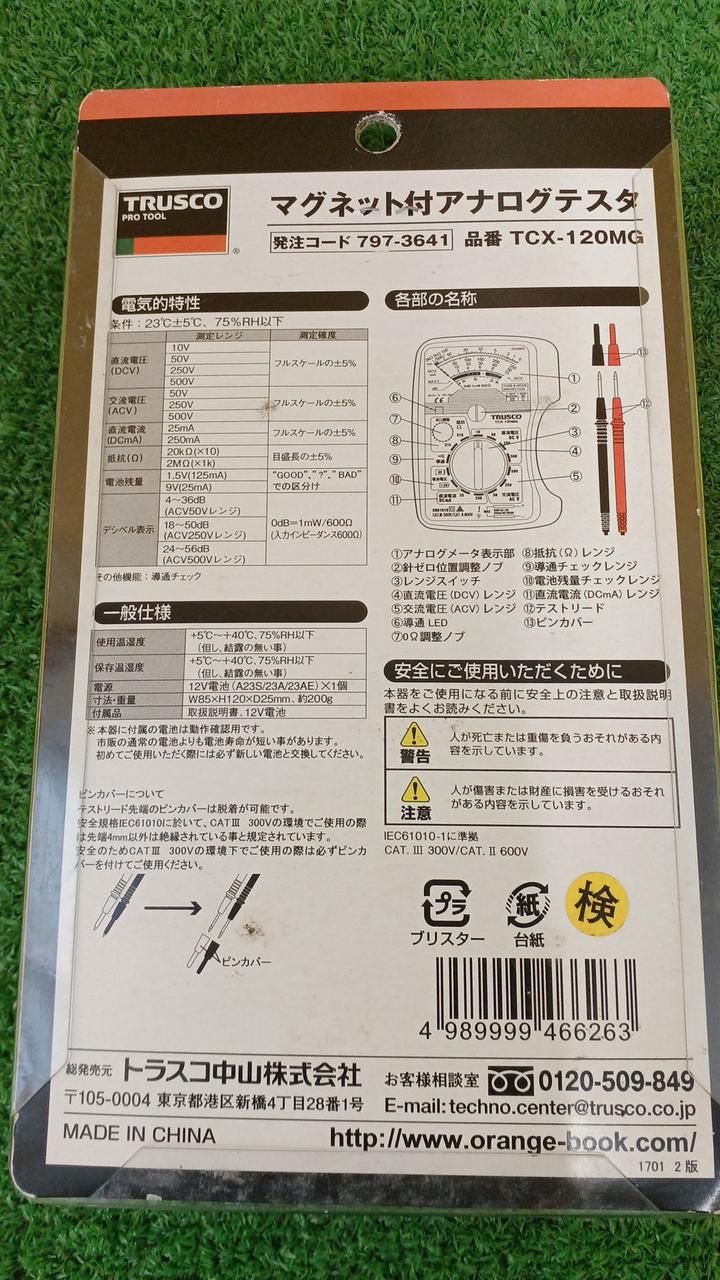 TRUSCO
PRO TOOL
®
マグネット付アナログテスタ
発注コード 797-3641 品番 TCX-120MG
電気的特性
条件：23℃±5℃、75%RH以下
測定レンジ 測定確度
直流電圧 (DCV) 10V 50V 250V 500V フルスケールの±5%
交流電圧 (ACV) 50V 250V 500V フルスケールの±5%
直流電流 (DCmA) 25mA 250mA フルスケールの±5%
抵抗(Ω) 20kΩ(×10) 2MΩ(×1k) 目盛長の±5%
電池残量 1.5V(125mA) 9V(25mA) “GOOD”、“?”、“BAD” での区分け
デシベル表示 4～36dB (ACV50Vレンジ) 18～50dB (ACV250Vレンジ) 24～56dB (ACV500Vレンジ) 0dB=1mW/600Ω (入力インピーダンス600Ω)
その他機能：導通チェック
一般仕様
使用温湿度 +5℃～+40℃、75%RH以下 (但し、結露の無い事)
保存温湿度 +5℃～+40℃、75%RH以下 (但し、結露の無い事)
電源 12V電池（A23S/23A/23AE）×1個
寸法・重量 W85×H120×D25mm、約200g
付属品 取扱説明書、12V電池
※本器に付属の電池は動作確認用です。
市販の通常の電池よりも電池寿命が短い事があります。
初めてご使用いただく際には必ず新しい電池と交換してください。
ピンカバーについて
テストリード先端のピンカバーは脱着が可能です。
安全規格IEC61010に於いて、CATⅢ 300Vの環境でご使用の際
は先端4mm以外は絶縁されている事と規定されています。
安全のためCATⅢ 300Vの環境下でご使用の際は必ずピンカ
バーを付けてご使用ください。
ピンカバー
各部の名称
① ② ③ ④ ⑤ ⑥ ⑦ ⑧ ⑨ ⑩ ⑪ ⑫ ⑬
TRUSCO
①アナログメータ表示部
②針ゼロ位置調整ノブ
③レンジスイッチ
④直流電圧（DCV）レンジ
⑤交流電圧（ACV）レンジ
⑥導通 LED
⑦0Ω調整ノブ
⑧抵抗（Ω）レンジ
⑨導通チェックレンジ
⑩電池残量チェックレンジ
⑪直流電流（DCmA）レンジ
⑫テストリード
⑬ピンカバー
安全にご使用いただくために
本器をご使用になる前に安全上の注意と取扱説明
書をよくお読みください。
警告 人が死亡または重傷を負うおそれがある内
容を示しています。
注意 人が傷害または財産に損害を受けるおそれ
がある内容を示しています。
IEC61010-1に準拠
CAT. Ⅲ 300V/CAT. Ⅱ 600V
プラ
ブリスター
紙
台紙
検
4 989999 466263
総発売元 トラスコ中山株式会社
〒105-0004 東京都港区新橋4丁目28番1号
お客様相談室 0120-509-849
E-mail:techno.center@trusco.co.jp
MADE IN CHINA
http://www.orange-book.com/
1701 2版